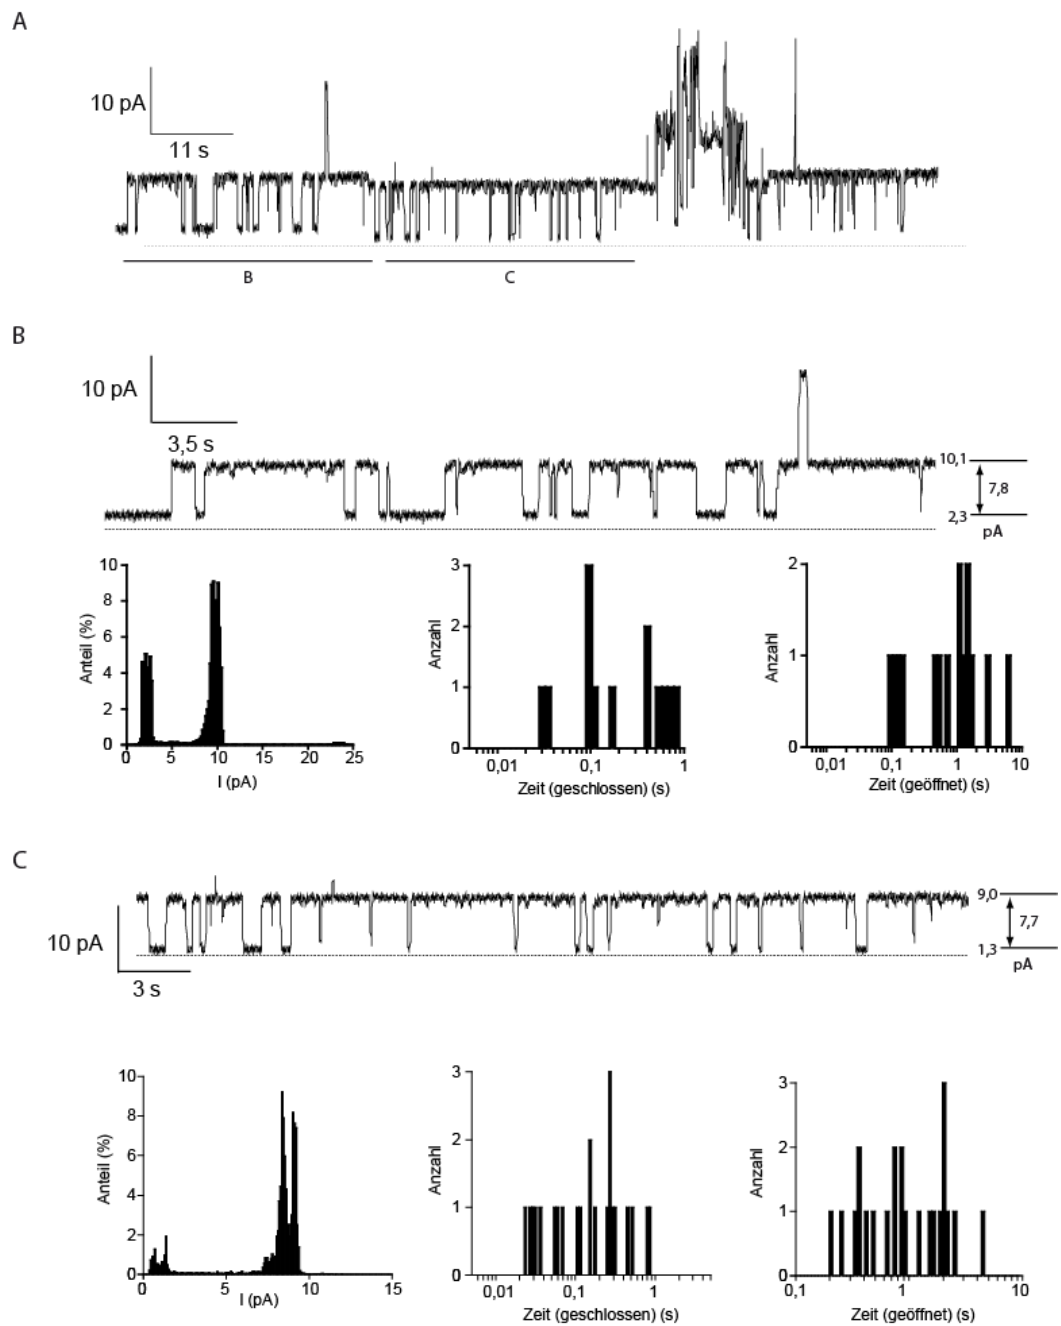 A
10 pA
11 s
B
C
B
10 pA
3,5 s
10,1
7,8
2,3
pA
10
8
6
4
2
0
Anteil (%)
0 5 10 15 20 25
I (pA)
3
2
1
0
Anzahl
0,01 0,1 1
Zeit (geschlossen) (s)
2
1
0
Anzahl
0,01 0,1 1 10
Zeit (geöffnet) (s)
C
10 pA
3 s
9,0
7,7
1,3
pA
10
8
6
4
2
0
Anteil (%)
0 5 10 15
I (pA)
3
2
1
0
Anzahl
0,01 0,1 1
Zeit (geschlossen) (s)
3
2
1
0
Anzahl
0,1 1 10
Zeit (geöffnet) (s)